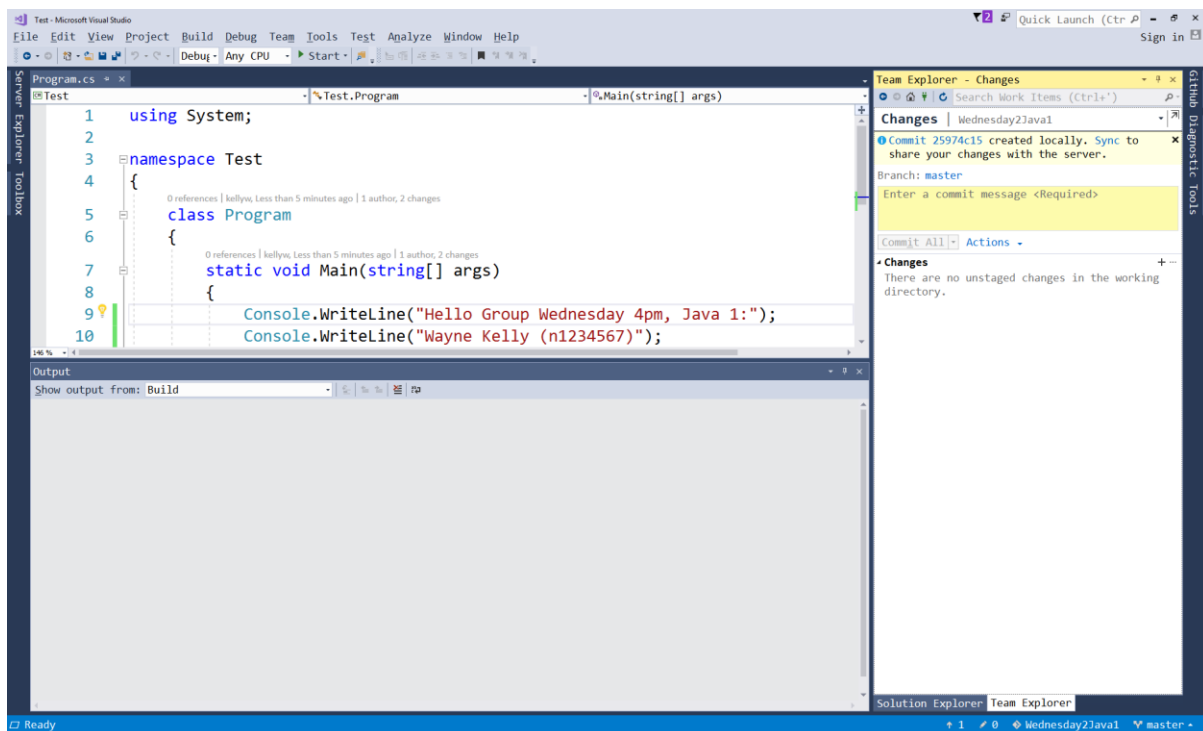 Test - Microsoft Visual Studio
2
Quick Launch (Ctr
File Edit View Project Build Debug Team Tools Test Analyze Window Help
Sign in
Debug Any CPU Start
Server Explorer
Toolbox
Program.cs
Test
Test.Program
Main(string[] args)
1 using System;
2
3 namespace Test
4 {
0 references | kellyw, Less than 5 minutes ago | 1 author, 2 changes
5 class Program
6 {
0 references | kellyw, Less than 5 minutes ago | 1 author, 2 changes
7 static void Main(string[] args)
8 {
9 Console.WriteLine("Hello Group Wednesday 4pm, Java 1:");
10 Console.WriteLine("Wayne Kelly (n1234567)");
146 %
Output
Show output from: Build
Team Explorer - Changes
Search Work Items (Ctrl+')
Changes | Wednesday2Java1
Commit 25974c15 created locally. Sync to
share your changes with the server.
Branch: master
Enter a commit message <Required>
Commit All Actions
Changes
There are no unstaged changes in the working
directory.
Solution Explorer Team Explorer
GitHub
Diagnostic Tools
Ready
1 0 Wednesday2Java1 master